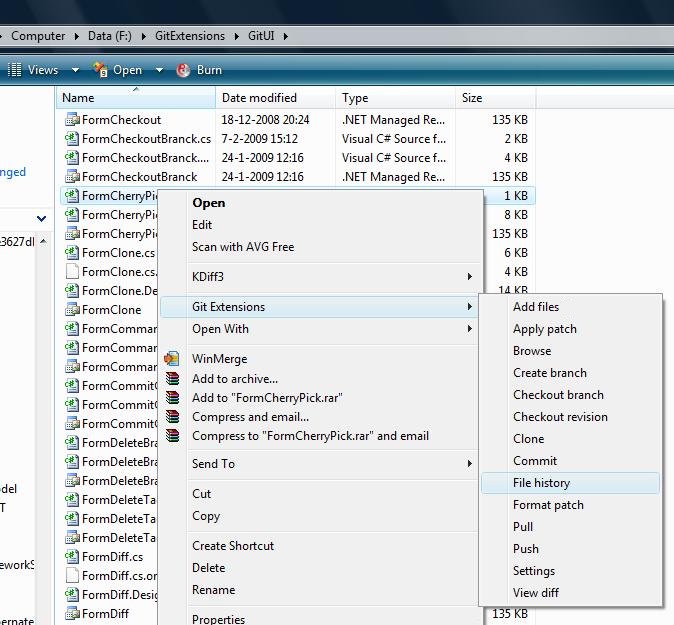 Computer Data (F:) GitExtensions GitUI
Views Open Burn
Name Date modified Type Size
FormCheckout 18-12-2008 20:24 .NET Managed Re... 135 KB
FormCheckoutBranck.cs 7-2-2009 15:12 Visual C# Source f... 2 KB
FormCheckoutBranck.... 24-1-2009 12:16 Visual C# Source f... 4 KB
FormCheckoutBranck 24-1-2009 12:16 .NET Managed Re... 135 KB
nged
FormCherryPic 1 KB
Open
FormCherryPi 8 KB
Edit
FormCherryPi 135 KB
3627dl
Scan with AVG Free
FormClone.cs 6 KB
FormClone.cs. 4 KB
KDiff3
FormClone.De 14 KB
FormClone
Git Extensions
Add files
FormComman
Open With
Apply patch
FormComman
Browse
FormComman
WinMerge
Create branch
FormCommitC
Add to archive...
Checkout branch
FormCommitC
Add to "FormCherryPick.rar"
Checkout revision
FormCommitC
Compress and email...
Clone
FormDeleteBra
Compress to "FormCherryPick.rar" and email
Commit
FormDeleteBra
Send To
File history
FormDeleteBra
del
Cut
FormDeleteTa
Format patch
T
Copy
FormDeleteTa
Pull
FormDeleteTa
Create Shortcut
Push
FormDiff.cs
eworkS
Delete
Settings
FormDiff.cs.or
Rename
View diff
FormDiff.Desig
FormDiff 135 KB
bernate
Properties